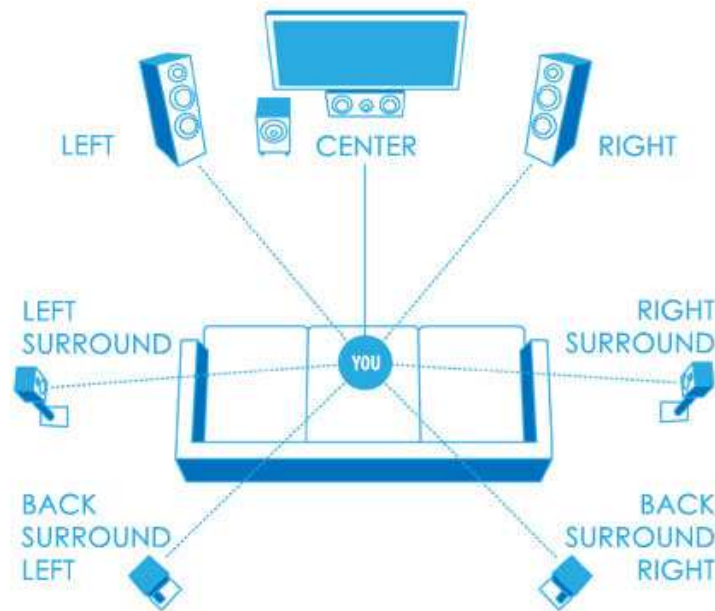 LEFT
CENTER
RIGHT
LEFT
SURROUND
RIGHT
SURROUND
YOU
BACK
SURROUND
LEFT
BACK
SURROUND
RIGHT